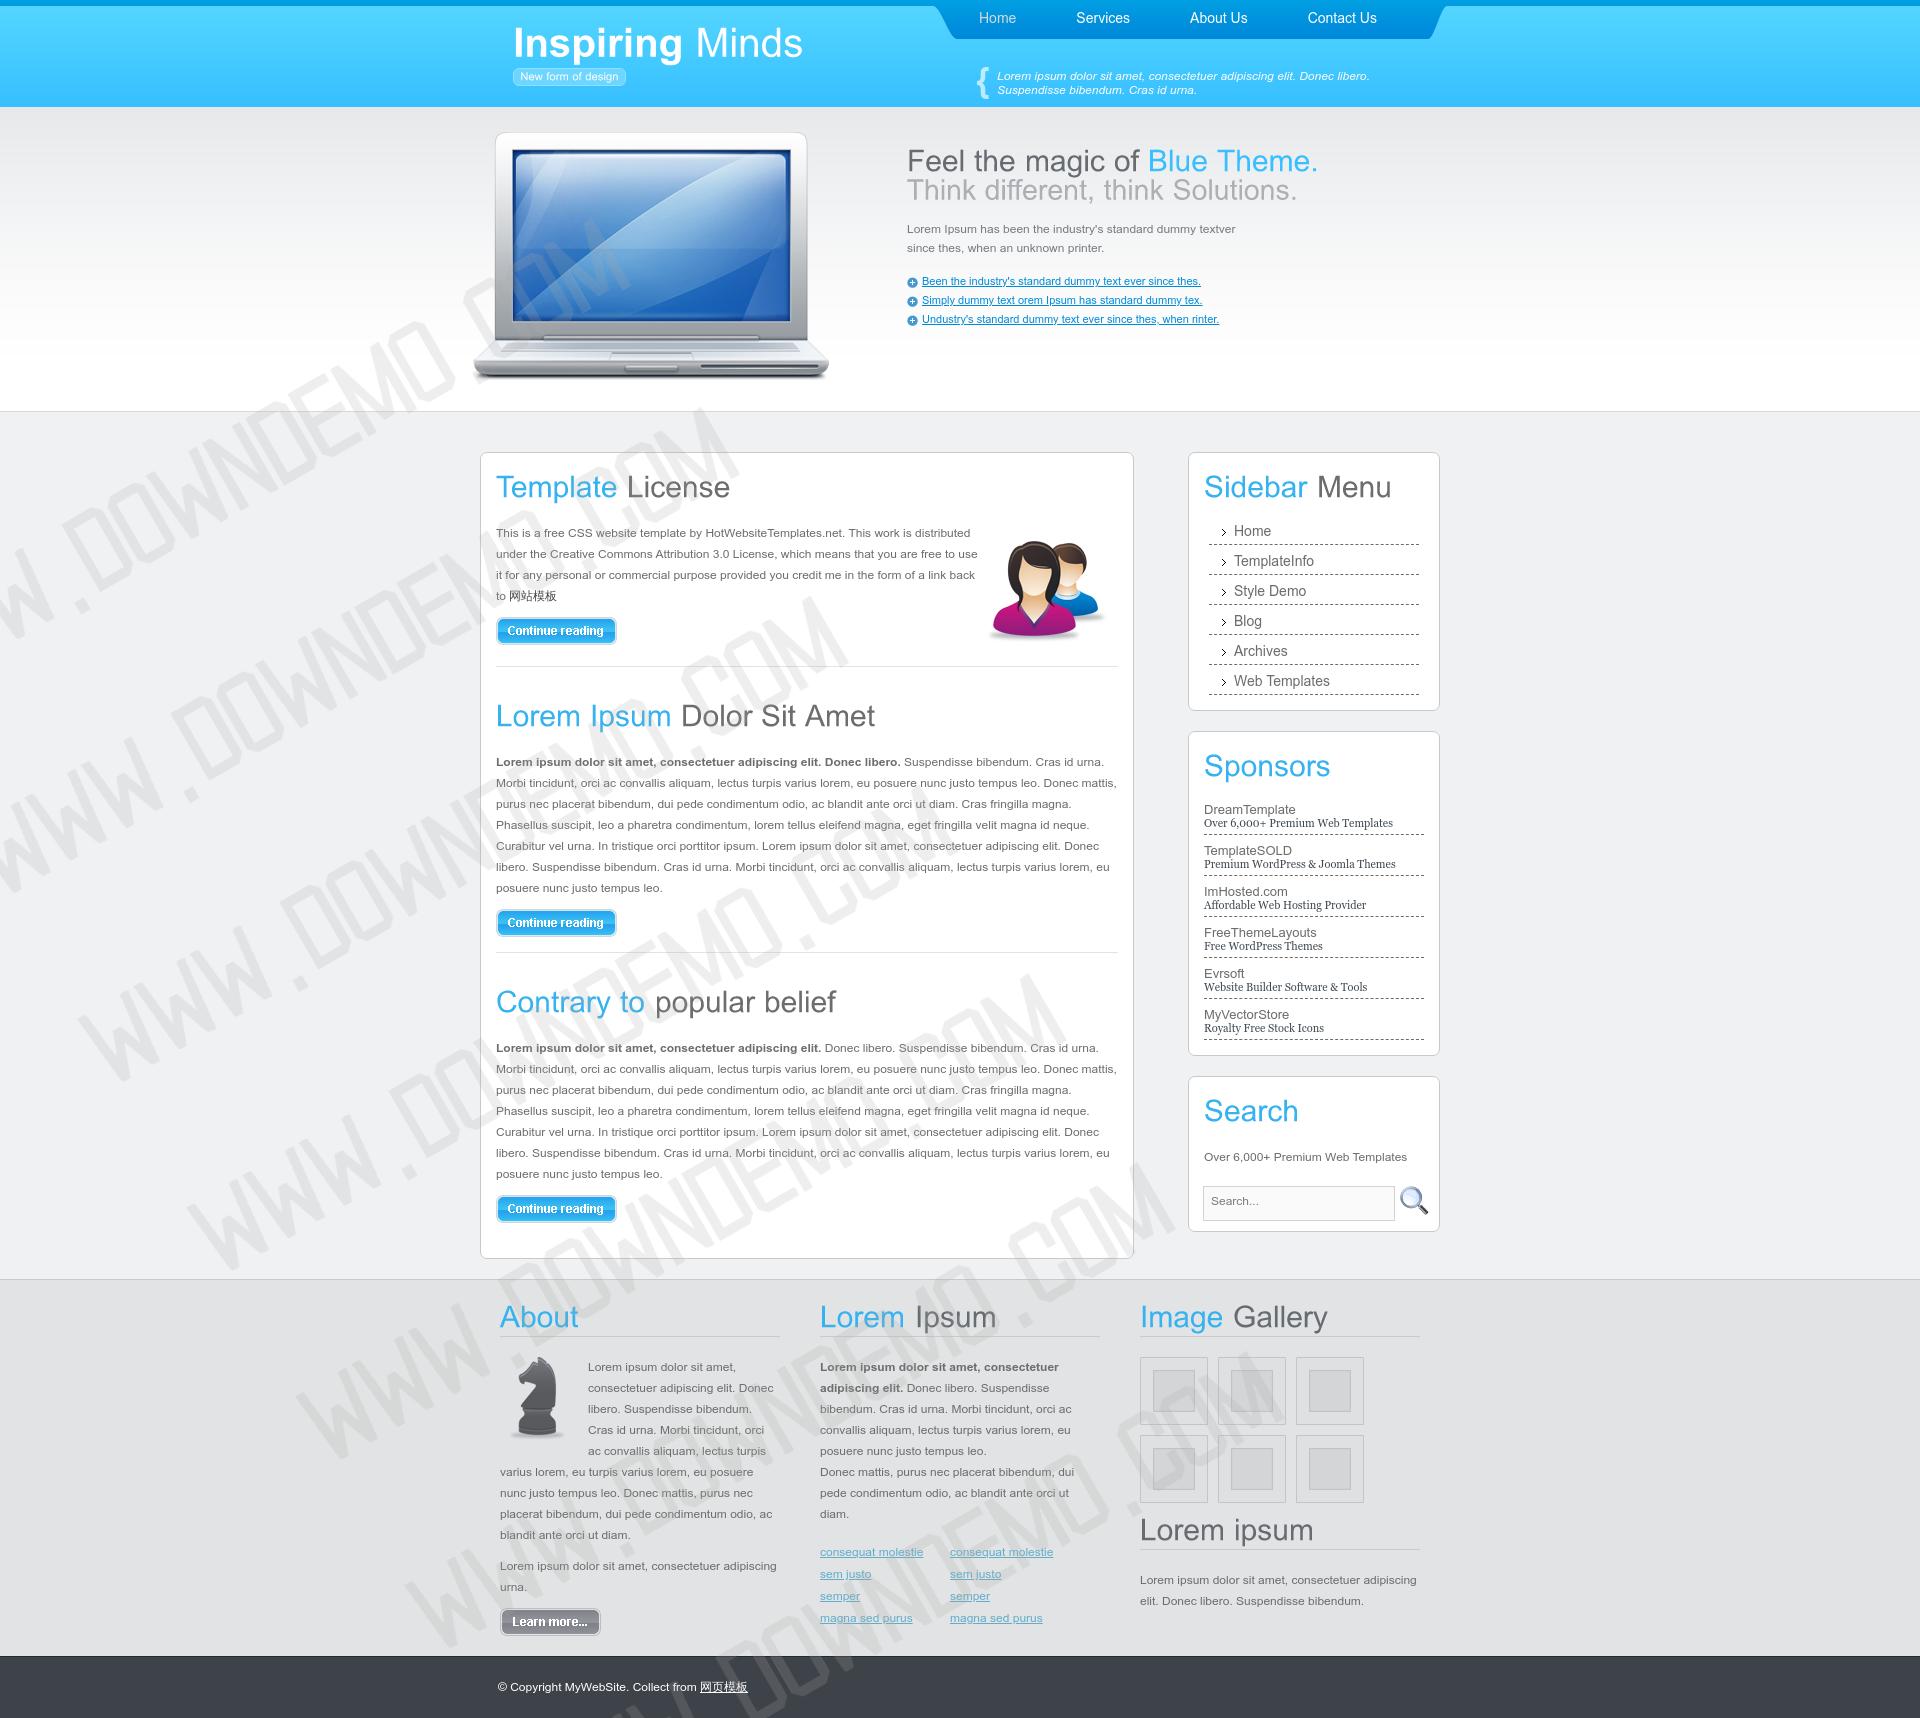 Home
Services
About Us
Contact Us
Inspiring Minds
New form of design
{ Lorem ipsum dolor sit amet, consectetuer adipiscing elit. Donec libero.
Suspendisse bibendum. Cras id urna.
Feel the magic of Blue Theme.
Think different, think Solutions.
Lorem Ipsum has been the industry's standard dummy textver
since thes, when an unknown printer.
Been the industry's standard dummy text ever since thes.
Simply dummy text orem Ipsum has standard dummy tex.
Undustry's standard dummy text ever since thes, when rinter.
Template License
This is a free CSS website template by HotWebsiteTemplates.net. This work is distributed
under the Creative Commons Attribution 3.0 License, which means that you are free to use
it for any personal or commercial purpose provided you credit me in the form of a link back
to 网站模板
Continue reading
Lorem Ipsum Dolor Sit Amet
Lorem ipsum dolor sit amet, consectetuer adipiscing elit. Donec libero. Suspendisse bibendum. Cras id urna.
Morbi tincidunt, orci ac convallis aliquam, lectus turpis varius lorem, eu posuere nunc justo tempus leo. Donec mattis,
purus nec placerat bibendum, dui pede condimentum odio, ac blandit ante orci ut diam. Cras fringilla magna.
Phasellus suscipit, leo a pharetra condimentum, lorem tellus eleifend magna, eget fringilla velit magna id neque.
Curabitur vel urna. In tristique orci porttitor ipsum. Lorem ipsum dolor sit amet, consectetuer adipiscing elit. Donec
libero. Suspendisse bibendum. Cras id urna. Morbi tincidunt, orci ac convallis aliquam, lectus turpis varius lorem, eu
posuere nunc justo tempus leo.
Continue reading
Contrary to popular belief
Lorem ipsum dolor sit amet, consectetuer adipiscing elit. Donec libero. Suspendisse bibendum. Cras id urna.
Morbi tincidunt, orci ac convallis aliquam, lectus turpis varius lorem, eu posuere nunc justo tempus leo. Donec mattis,
purus nec placerat bibendum, dui pede condimentum odio, ac blandit ante orci ut diam. Cras fringilla magna.
Phasellus suscipit, leo a pharetra condimentum, lorem tellus eleifend magna, eget fringilla velit magna id neque.
Curabitur vel urna. In tristique orci porttitor ipsum. Lorem ipsum dolor sit amet, consectetuer adipiscing elit. Donec
libero. Suspendisse bibendum. Cras id urna. Morbi tincidunt, orci ac convallis aliquam, lectus turpis varius lorem, eu
posuere nunc justo tempus leo.
Continue reading
Sidebar Menu
Home
TemplateInfo
Style Demo
Blog
Archives
Web Templates
Sponsors
DreamTemplate
Over 6,000+ Premium Web Templates
TemplateSOLD
Premium WordPress & Joomla Themes
ImHosted.com
Affordable Web Hosting Provider
FreeThemeLayouts
Free WordPress Themes
Evrsoft
Website Builder Software & Tools
MyVectorStore
Royalty Free Stock Icons
Search
Over 6,000+ Premium Web Templates
Search...
About
Lorem ipsum dolor sit amet,
consectetuer adipiscing elit. Donec
libero. Suspendisse bibendum.
Cras id urna. Morbi tincidunt, orci
ac convallis aliquam, lectus turpis
varius lorem, eu turpis varius lorem, eu posuere
nunc justo tempus leo. Donec mattis, purus nec
placerat bibendum, dui pede condimentum odio, ac
blandit ante orci ut diam.
Lorem ipsum dolor sit amet, consectetuer adipiscing
urna.
Learn more...
Lorem Ipsum
Lorem ipsum dolor sit amet, consectetuer
adipiscing elit. Donec libero. Suspendisse
bibendum. Cras id urna. Morbi tincidunt, orci ac
convallis aliquam, lectus turpis varius lorem, eu
posuere nunc justo tempus leo.
Donec mattis, purus nec placerat bibendum, dui
pede condimentum odio, ac blandit ante orci ut
diam.
consequat molestie
sem justo
semper
magna sed purus
consequat molestie
sem justo
semper
magna sed purus
Image Gallery
Lorem ipsum
Lorem ipsum dolor sit amet, consectetuer adipiscing
elit. Donec libero. Suspendisse bibendum.
© Copyright MyWebSite. Collect from 网页模板
WWW.DOWNDEMO.COM
WWW.DOWNDEMO.COM
WWW.DOWNDEMO.COM
WWW.DOWNDEMO.COM
WWW.DOWNDEMO.COM
WWW.DOWNDEMO.COM
WWW.DOWNDEMO.COM